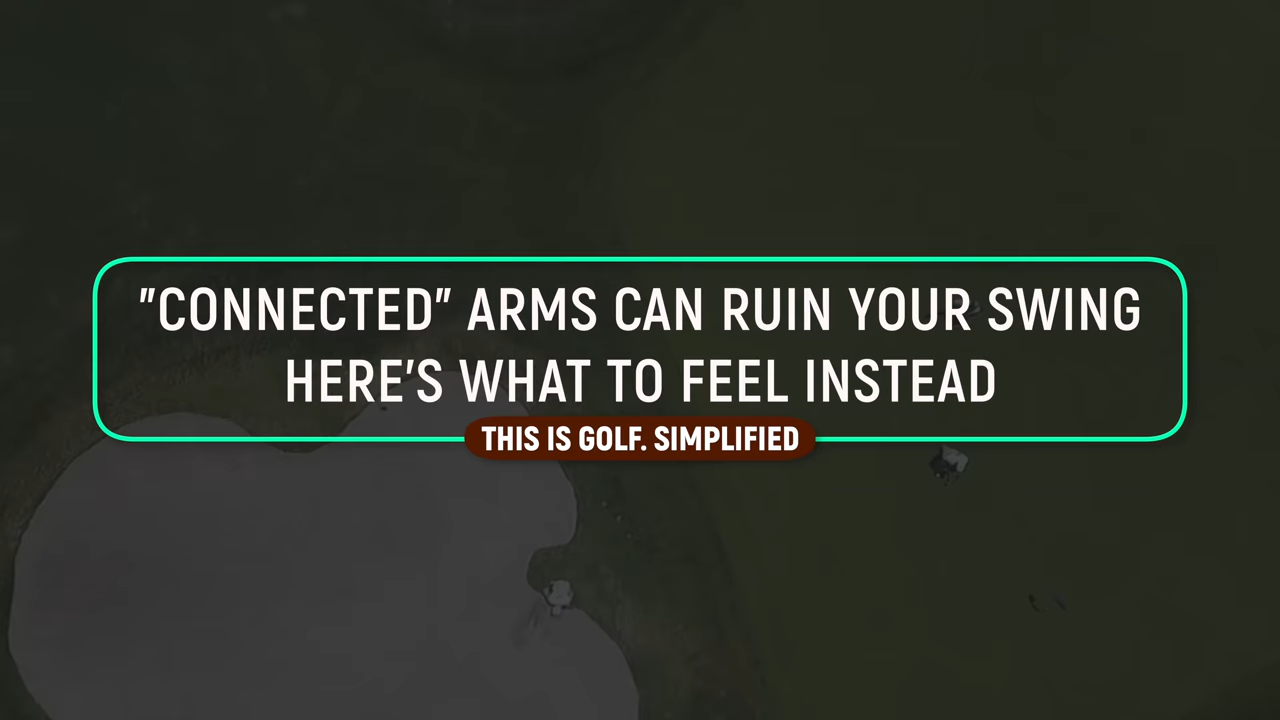 "CONNECTED" ARMS CAN RUIN YOUR SWING
HERE'S WHAT TO FEEL INSTEAD
THIS IS GOLF. SIMPLIFIED